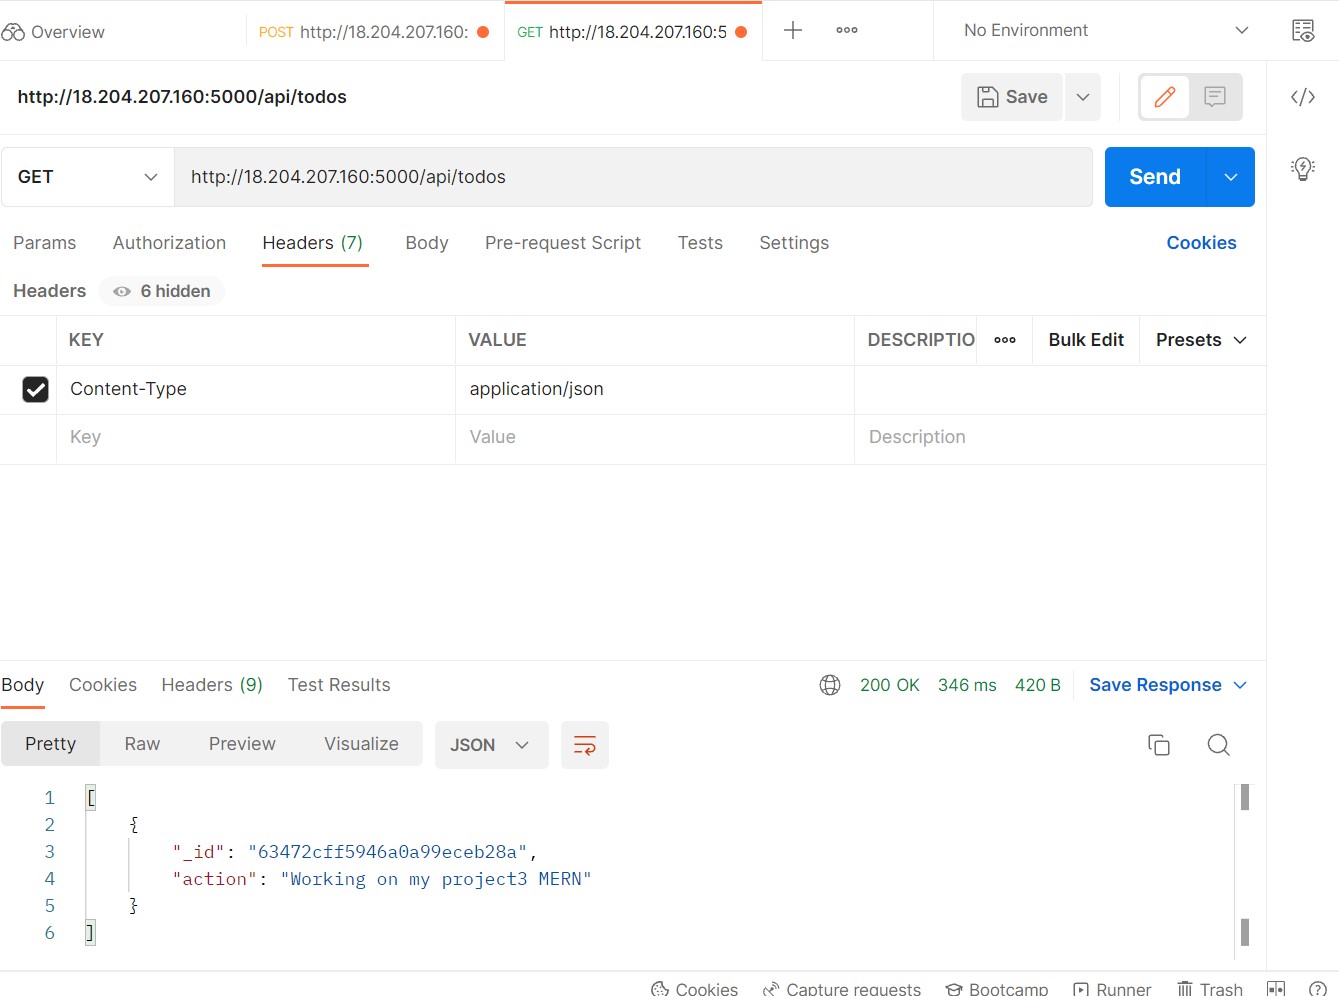 Overview
POST http://18.204.207.160:
GET http://18.204.207.160:5
No Environment
http://18.204.207.160:5000/api/todos
Save
GET
http://18.204.207.160:5000/api/todos
Send
Params Authorization Headers (7) Body Pre-request Script Tests Settings Cookies
Headers 6 hidden
KEY VALUE DESCRIPTIO Bulk Edit Presets
Content-Type application/json
Key Value Description
Body Cookies Headers (9) Test Results 200 OK 346 ms 420 B Save Response
Pretty Raw Preview Visualize JSON
1 [
2 {
3 "_id": "63472cff5946a0a99eceb28a",
4 "action": "Working on my project3 MERN"
5 }
6 ]
Cookies Capture requests Bootcamp Runner Trash